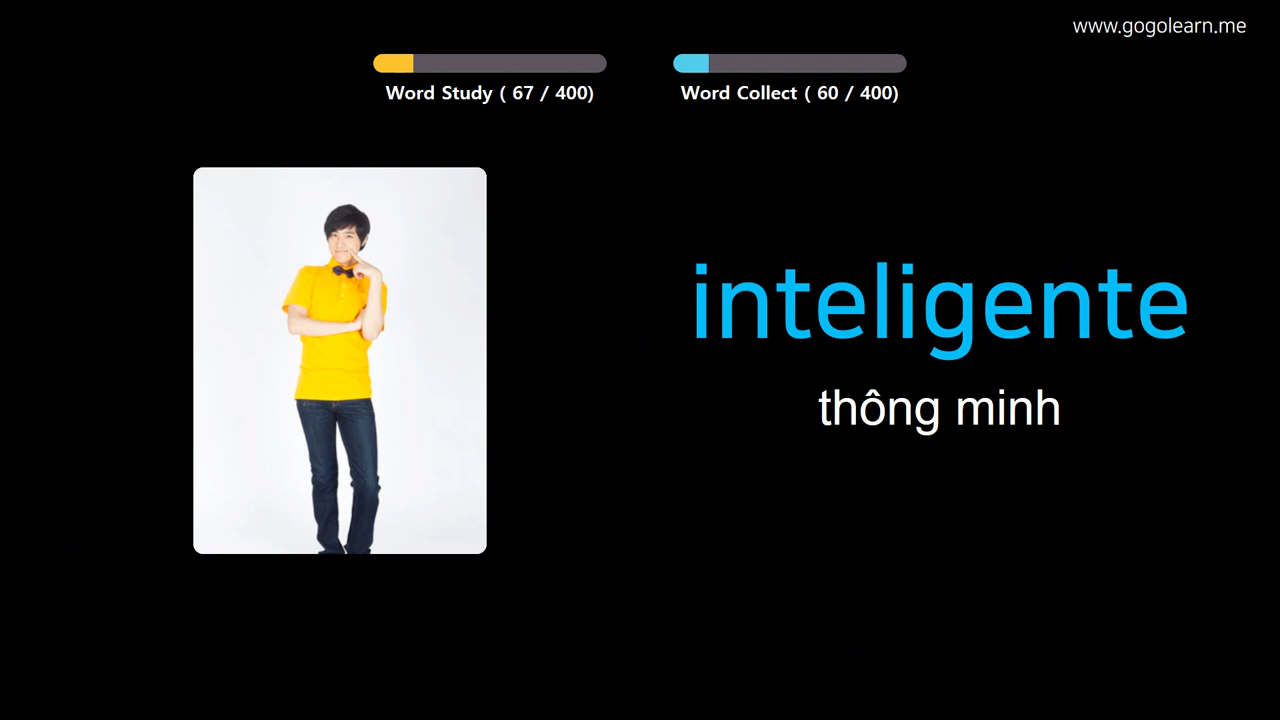 www.gogolearn.me
Word Study ( 67 / 400)
Word Collect ( 60 / 400)
inteligente
thông minh